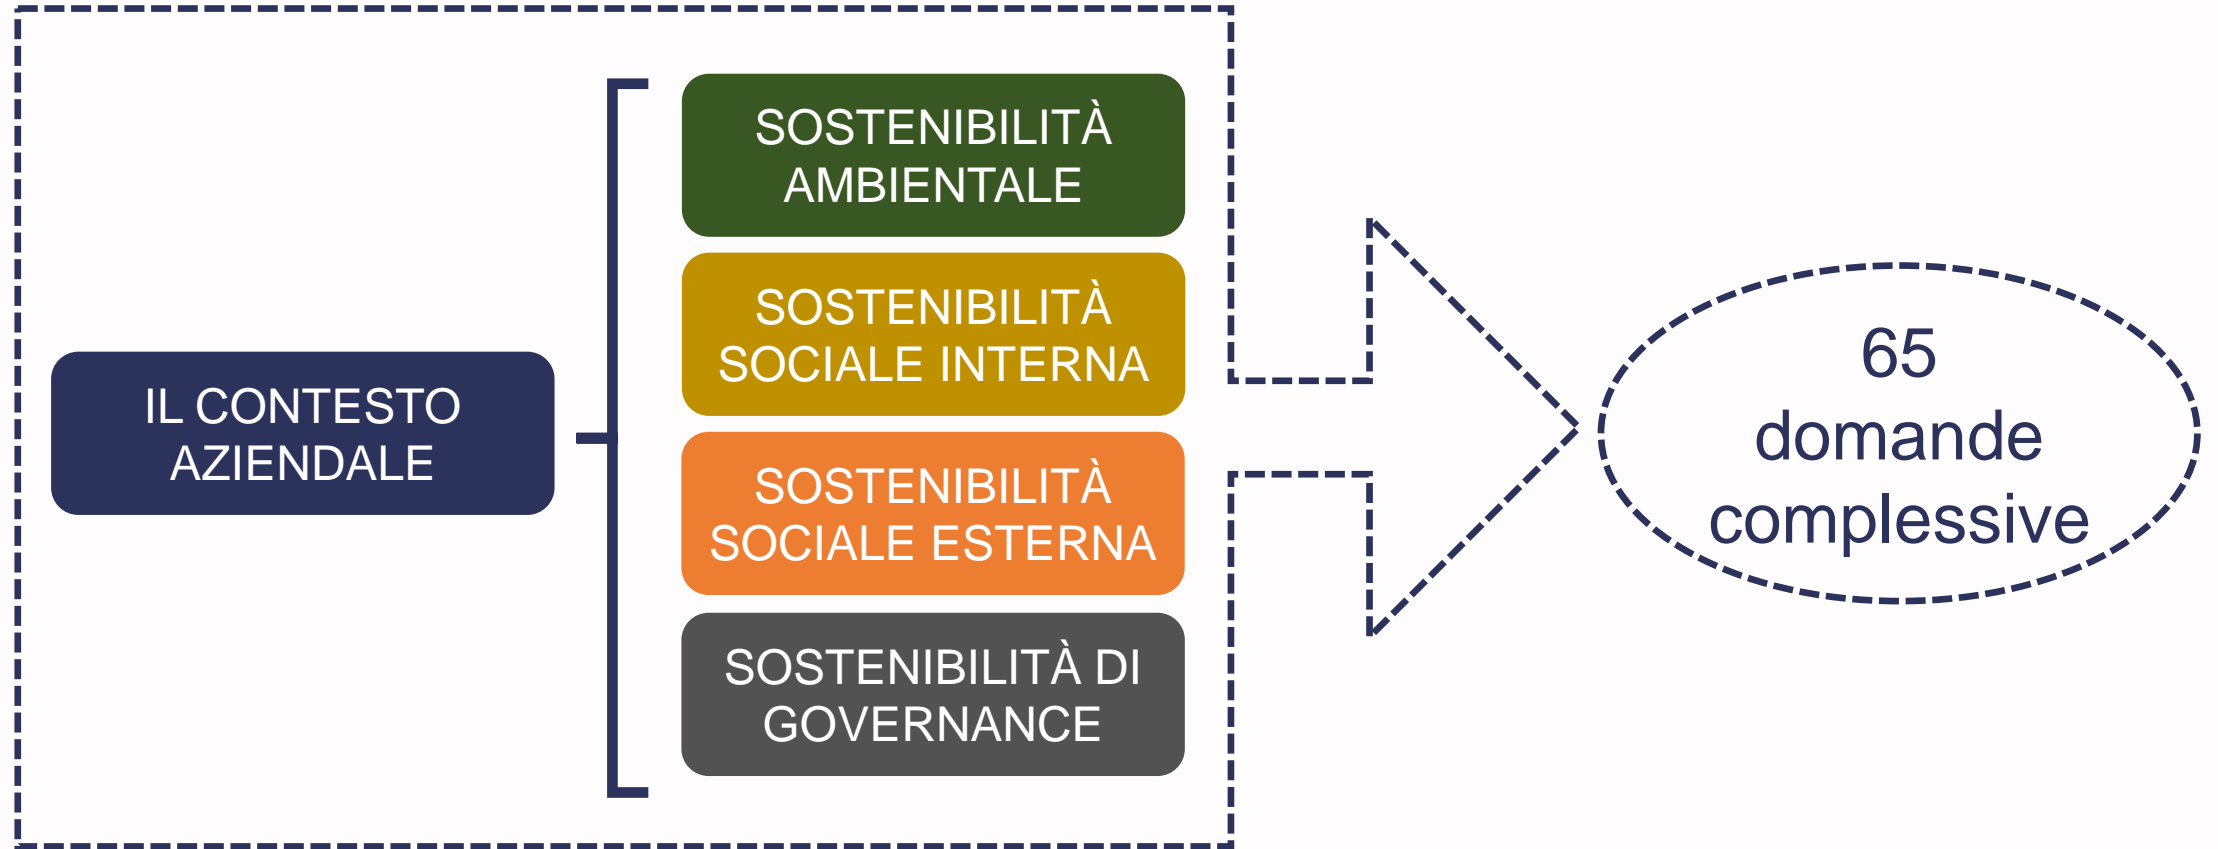 IL CONTESTO
AZIENDALE
SOSTENIBILITÀ
AMBIENTALE
SOSTENIBILITÀ
SOCIALE INTERNA
SOSTENIBILITÀ
SOCIALE ESTERNA
SOSTENIBILITÀ DI
GOVERNANCE
65
domande
complessive